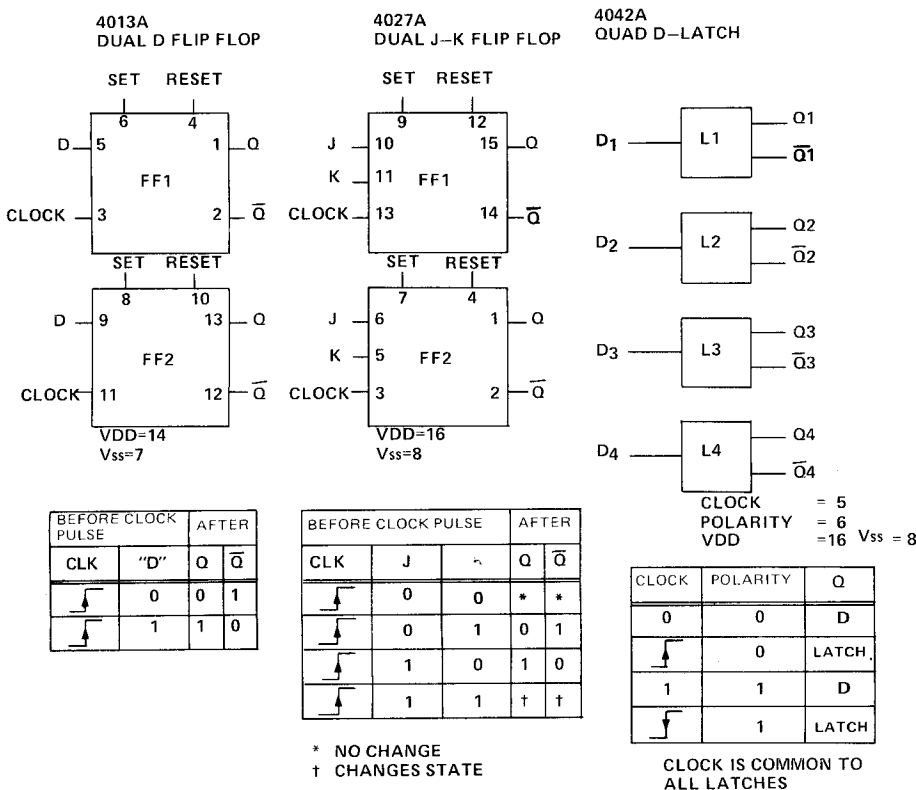 4013A
DUAL D FLIP FLOP
SET RESET
6 4
D 5 1 Q
FF1
CLOCK 3 2 Q̅
SET RESET
8 10
D 9 13 Q
FF2
CLOCK 11 12 Q̅
VDD=14
Vss=7
BEFORE CLOCK PULSE AFTER
CLK "D" Q Q̅
0 0 1
1 1 0
4027A
DUAL J-K FLIP FLOP
SET RESET
9 12
J 10 15 Q
K 11 FF1
CLOCK 13 14 Q̅
SET RESET
7 4
J 6 1 Q
K 5 FF2
CLOCK 3 2 Q̅
VDD=16
Vss=8
BEFORE CLOCK PULSE AFTER
CLK J Q Q̅
0 0 * *
0 1 0 1
1 0 1 0
1 1 † †
* NO CHANGE
† CHANGES STATE
4042A
QUAD D-LATCH
D1 L1 Q1
Q̅1
D2 L2 Q2
Q̅2
D3 L3 Q3
Q̅3
D4 L4 Q4
Q̅4
CLOCK = 5
POLARITY = 6
VDD =16 Vss = 8
CLOCK POLARITY Q
0 0 D
0 LATCH
1 1 D
1 LATCH
CLOCK IS COMMON TO
ALL LATCHES